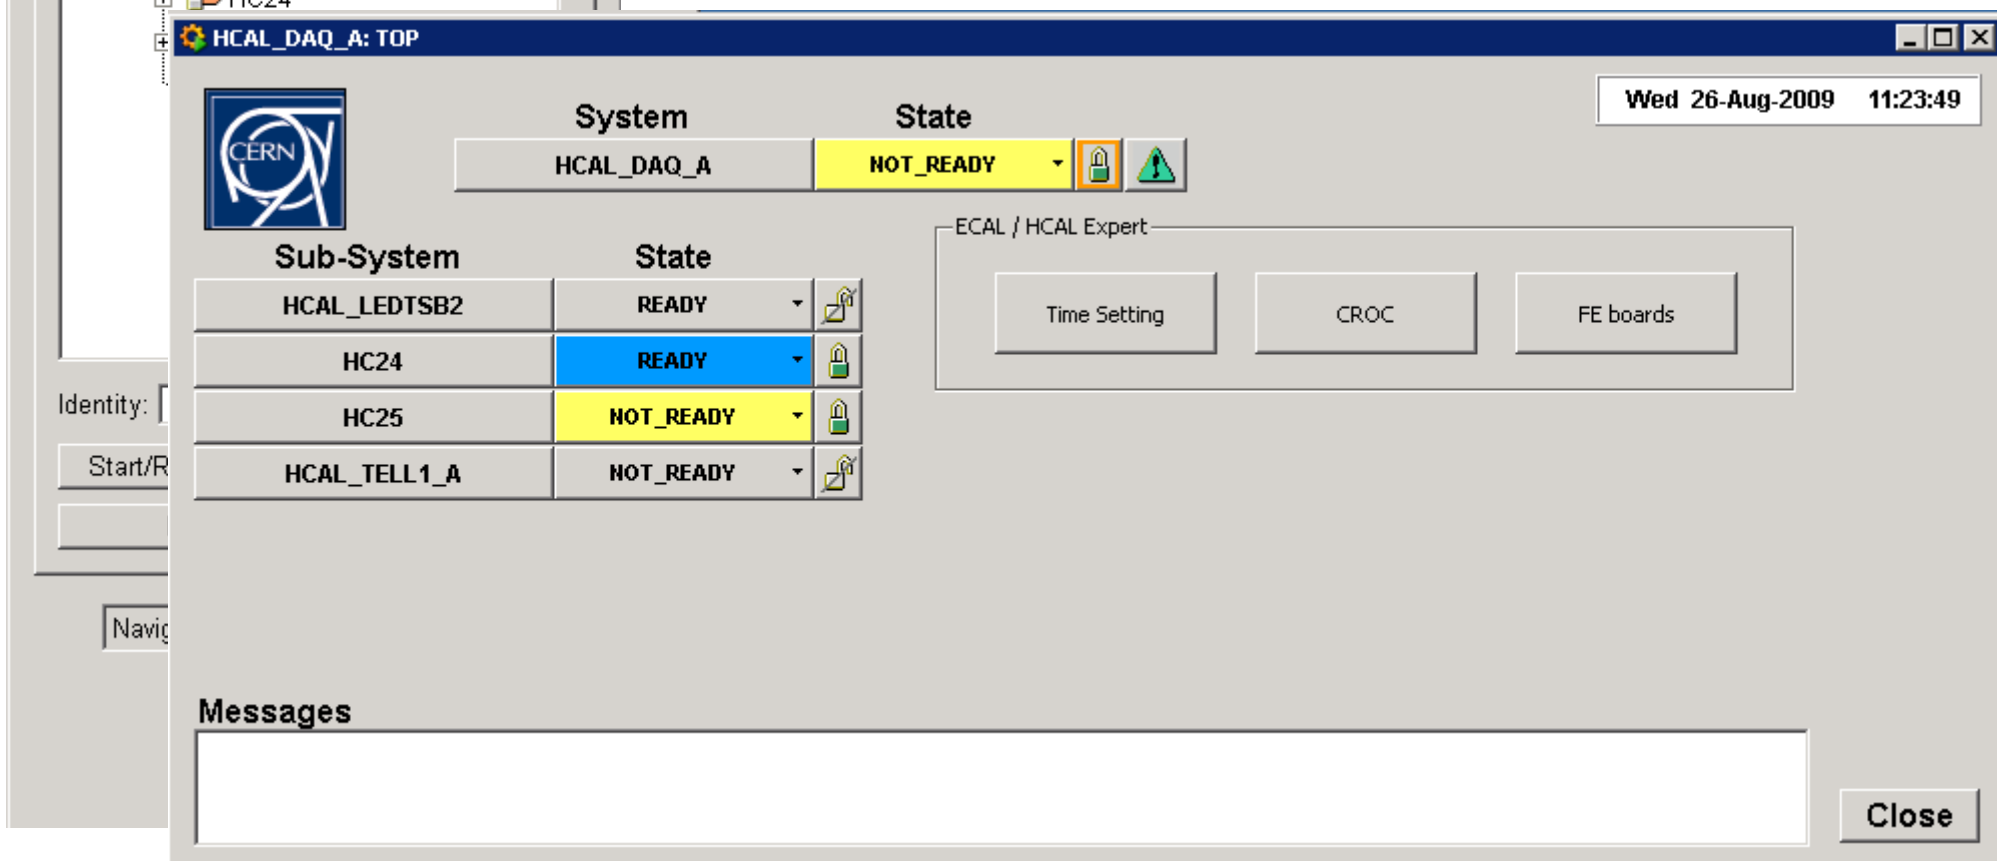 HC24
HCAL_DAQ_A: TOP
Wed 26-Aug-2009 11:23:49
CERN
System State
HCAL_DAQ_A NOT_READY
ECAL / HCAL Expert
Time Setting CROC FE boards
Sub-System State
HCAL_LEDTSB2 READY
HC24 READY
HC25 NOT_READY
HCAL_TELL1_A NOT_READY
Identity:
Start/R
Navig
Messages
Close